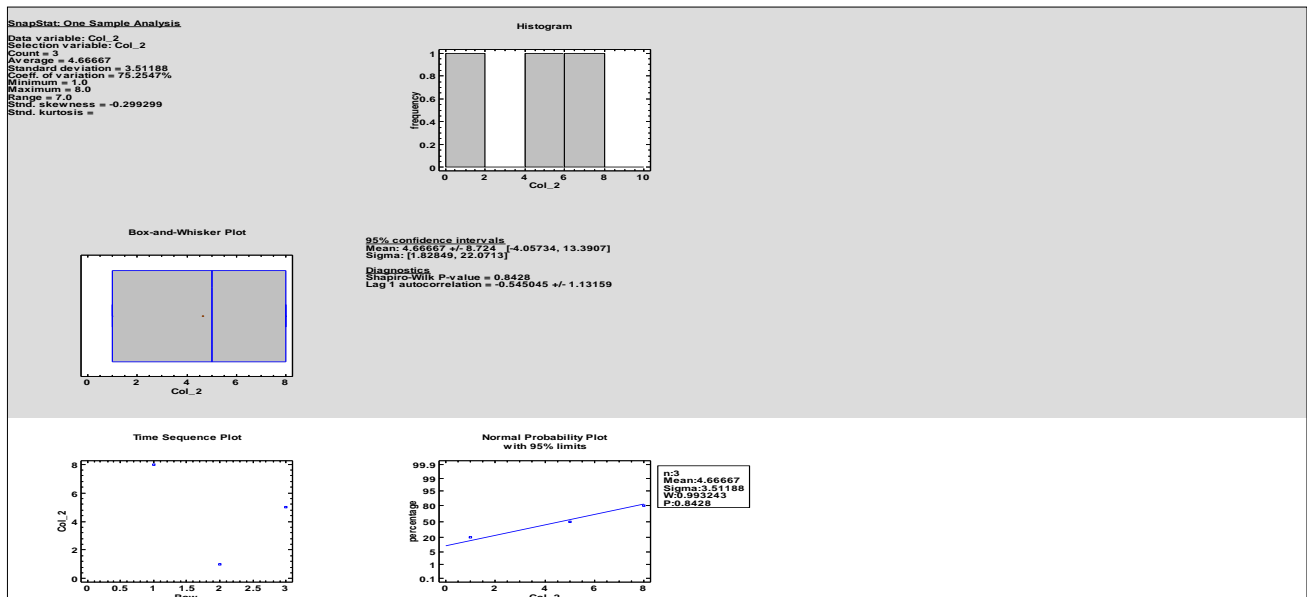 SnapStat: One Sample Analysis
Data variable: Col_2
Selection variable: Col_2
Count = 3
Average = 4.66667
Standard deviation = 3.51188
Coeff. of variation = 75.2547%
Minimum = 1.0
Maximum = 8.0
Range = 7.0
Stnd. skewness = -0.299299
Stnd. kurtosis =
Histogram
frequency
1
0.8
0.6
0.4
0.2
0
0 2 4 6 8 10
Col_2
Box-and-Whisker Plot
0 2 4 6 8
Col_2
95% confidence intervals
Mean: 4.66667 +/- 8.724 [-4.05734, 13.3907]
Sigma: [1.82849, 22.0713]
Diagnostics
Shapiro-Wilk P-value = 0.8428
Lag 1 autocorrelation = -0.545045 +/- 1.13159
Time Sequence Plot
Col_2
8
6
4
2
0
0 0.5 1 1.5 2 2.5 3
Row
Normal Probability Plot
with 95% limits
percentage
99.9
99
95
80
50
20
5
1
0.1
0 2 4 6 8
Col_2
n:3
Mean:4.66667
Sigma:3.51188
W:0.993243
P:0.8428